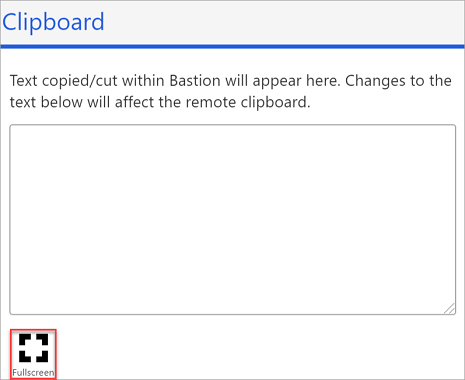 Clipboard
Text copied/cut within Bastion will appear here. Changes to the
text below will affect the remote clipboard.
Fullscreen